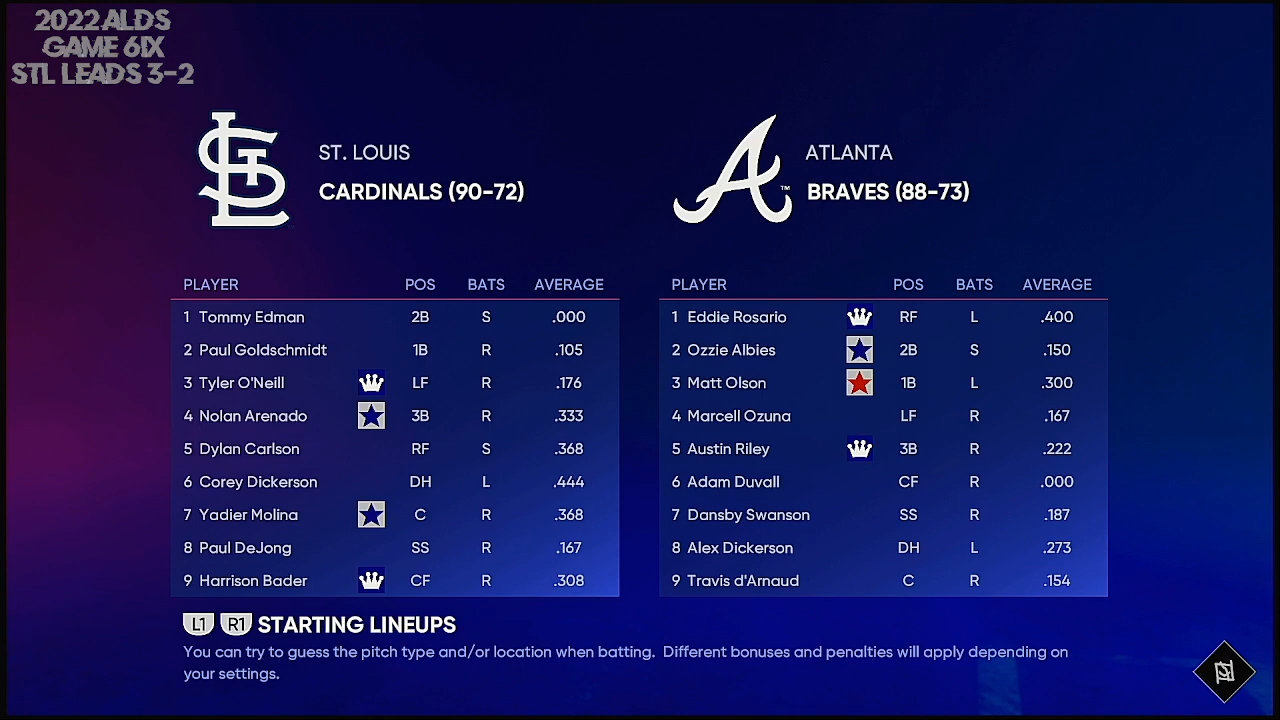 2022 ALDS
GAME 6IX
STL LEADS 3-2
ST. LOUIS
CARDINALS (90-72)
ATLANTA
BRAVES (88-73)
PLAYER POS BATS AVERAGE
1 Tommy Edman 2B S .000
2 Paul Goldschmidt 1B R .105
3 Tyler O'Neill LF R .176
4 Nolan Arenado 3B R .333
5 Dylan Carlson RF S .368
6 Corey Dickerson DH L .444
7 Yadier Molina C R .368
8 Paul DeJong SS R .167
9 Harrison Bader CF R .308
PLAYER POS BATS AVERAGE
1 Eddie Rosario RF L .400
2 Ozzie Albies 2B S .150
3 Matt Olson 1B L .300
4 Marcell Ozuna LF R .167
5 Austin Riley 3B R .222
6 Adam Duvall CF R .000
7 Dansby Swanson SS R .187
8 Alex Dickerson DH L .273
9 Travis d'Arnaud C R .154
L1 R1 STARTING LINEUPS
You can try to guess the pitch type and/or location when batting. Different bonuses and penalties will apply depending on
your settings.